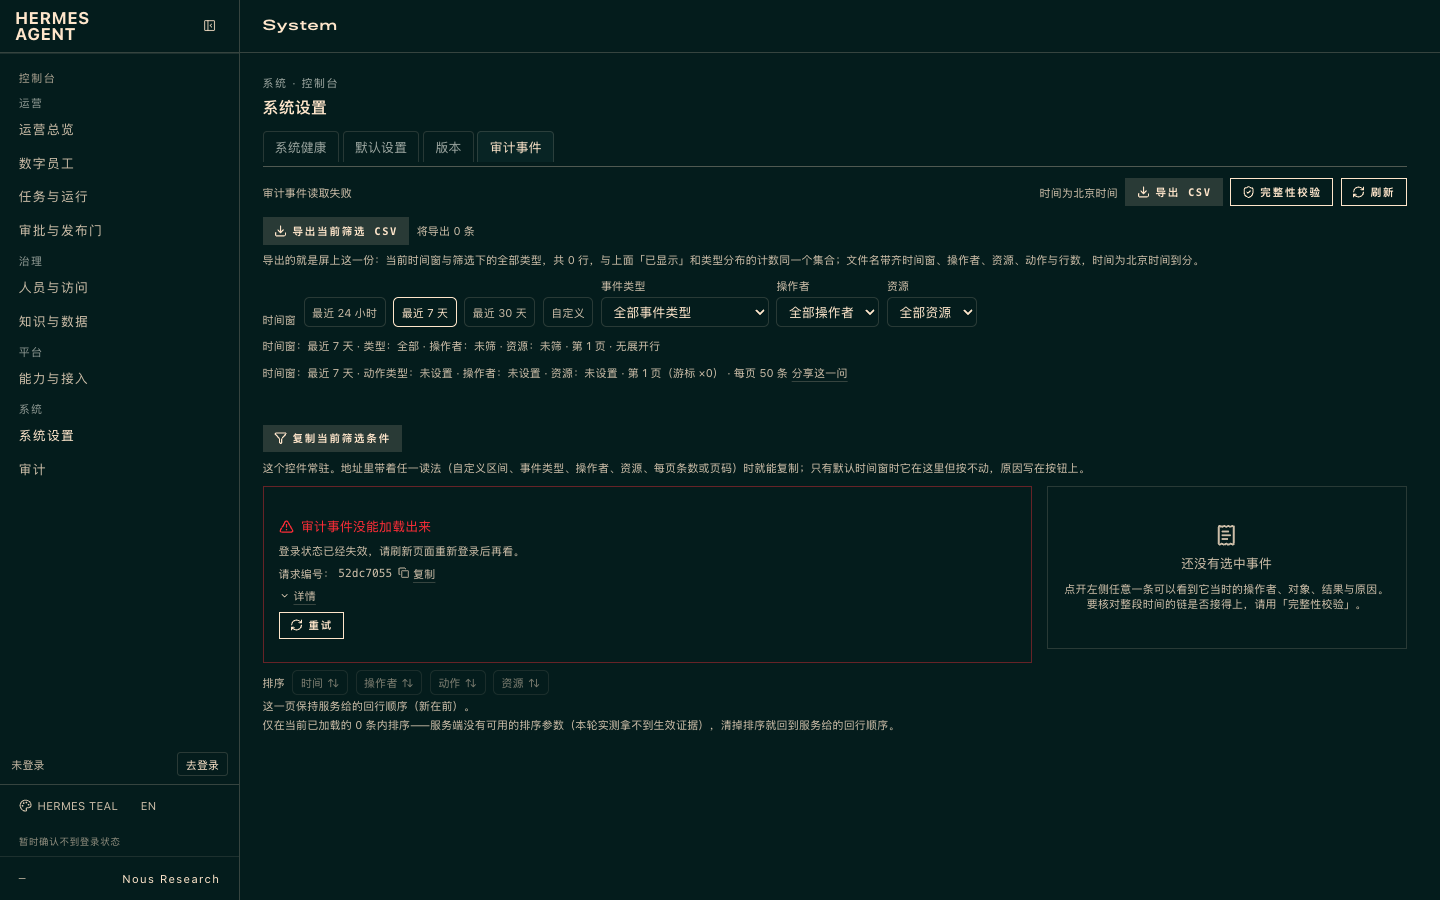 HERMES
AGENT
System
控制台
运营
运营总览
数字员工
任务与运行
审批与发布门
治理
人员与访问
知识与数据
平台
能力与接入
系统
系统设置
审计
未登录
去登录
HERMES TEAL EN
暂时确认不到登录状态
— Nous Research
系统 · 控制台
系统设置
系统健康 默认设置 版本 审计事件
审计事件读取失败 时间为北京时间 导出 CSV 完整性校验 刷新
导出当前筛选 CSV 将导出 0 条
导出的就是屏上这一份：当前时间窗与筛选下的全部类型，共 0 行，与上面「已显示」和类型分布的计数同一个集合；文件名带齐时间窗、操作者、资源、动作与行数，时间为北京时间到分。
事件类型 操作者 资源
时间窗 最近 24 小时 最近 7 天 最近 30 天 自定义 全部事件类型 全部操作者 全部资源
时间窗：最近 7 天 · 类型：全部 · 操作者：未筛 · 资源：未筛 · 第 1 页 · 无展开行
时间窗：最近 7 天 · 动作类型：未设置 · 操作者：未设置 · 资源：未设置 · 第 1 页（游标 ×0） · 每页 50 条 分享这一问
复制当前筛选条件
这个控件常驻。地址里带着任一读法（自定义区间、事件类型、操作者、资源、每页条数或页码）时就能复制；只有默认时间窗时它在这里但按不动，原因写在按钮上。
审计事件没能加载出来
登录状态已经失效，请刷新页面重新登录后再看。
请求编号： 52dc7055 复制
详情
重试
还没有选中事件
点开左侧任意一条可以看到它当时的操作者、对象、结果与原因。
要核对整段时间的链是否接得上，请用「完整性校验」。
排序 时间 操作者 动作 资源
这一页保持服务给的回行顺序（新在前）。
仅在当前已加载的 0 条内排序——服务端没有可用的排序参数（本轮实测拿不到生效证据），清掉排序就回到服务给的回行顺序。